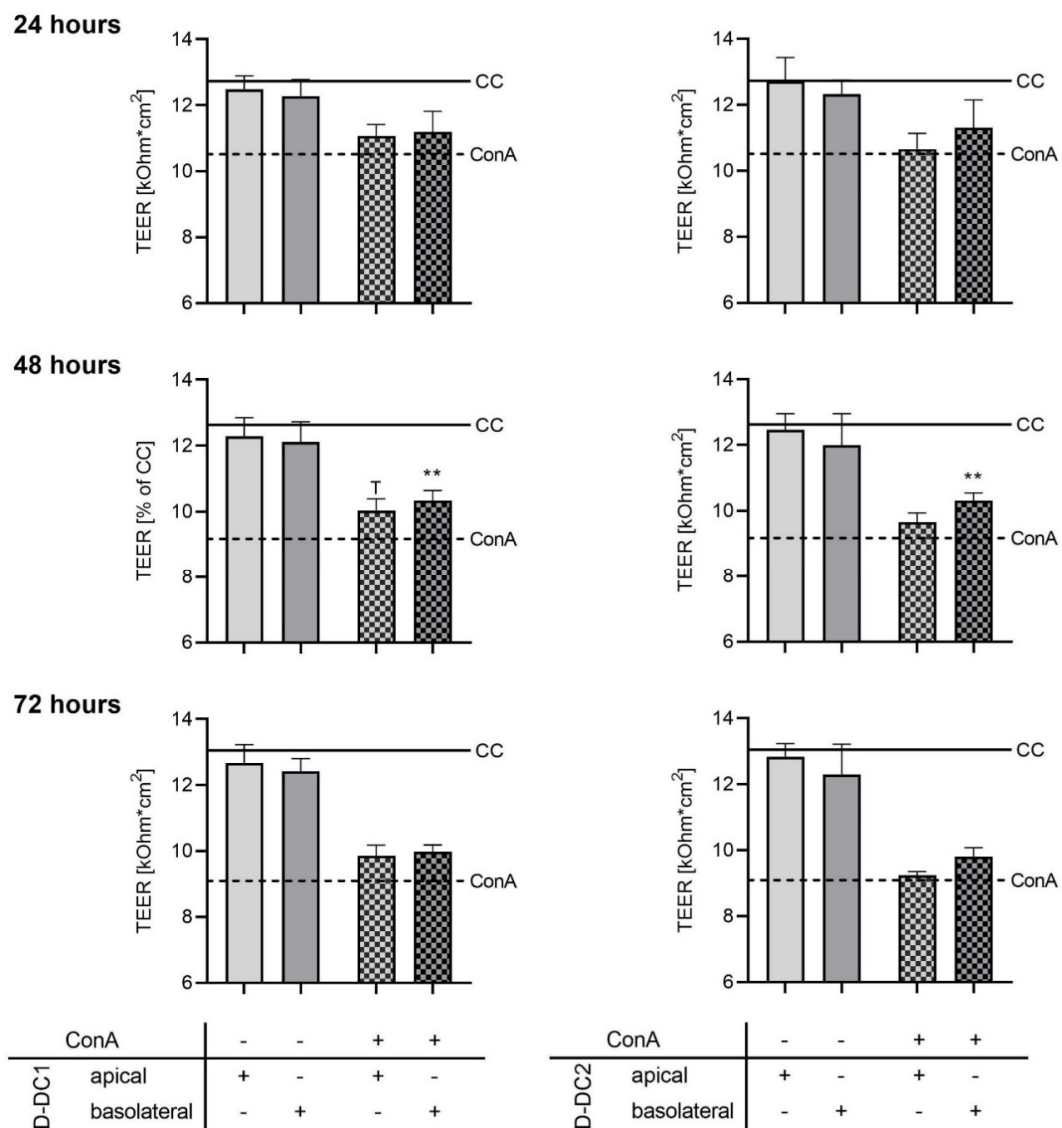 24 hours
14
12
10
8
6
TEER [kOhm*cm²]
CC
ConA
14
12
10
8
6
TEER [kOhm*cm²]
CC
ConA
48 hours
14
12
10
8
6
TEER [% of CC]
T
**
CC
ConA
14
12
10
8
6
TEER [kOhm*cm²]
**
CC
ConA
72 hours
14
12
10
8
6
TEER [kOhm*cm²]
CC
ConA
14
12
10
8
6
TEER [kOhm*cm²]
CC
ConA
ConA - - + +
D-DC1
apical + - + -
basolateral - + - +
ConA - - + +
D-DC2
apical + - + -
basolateral - + - +